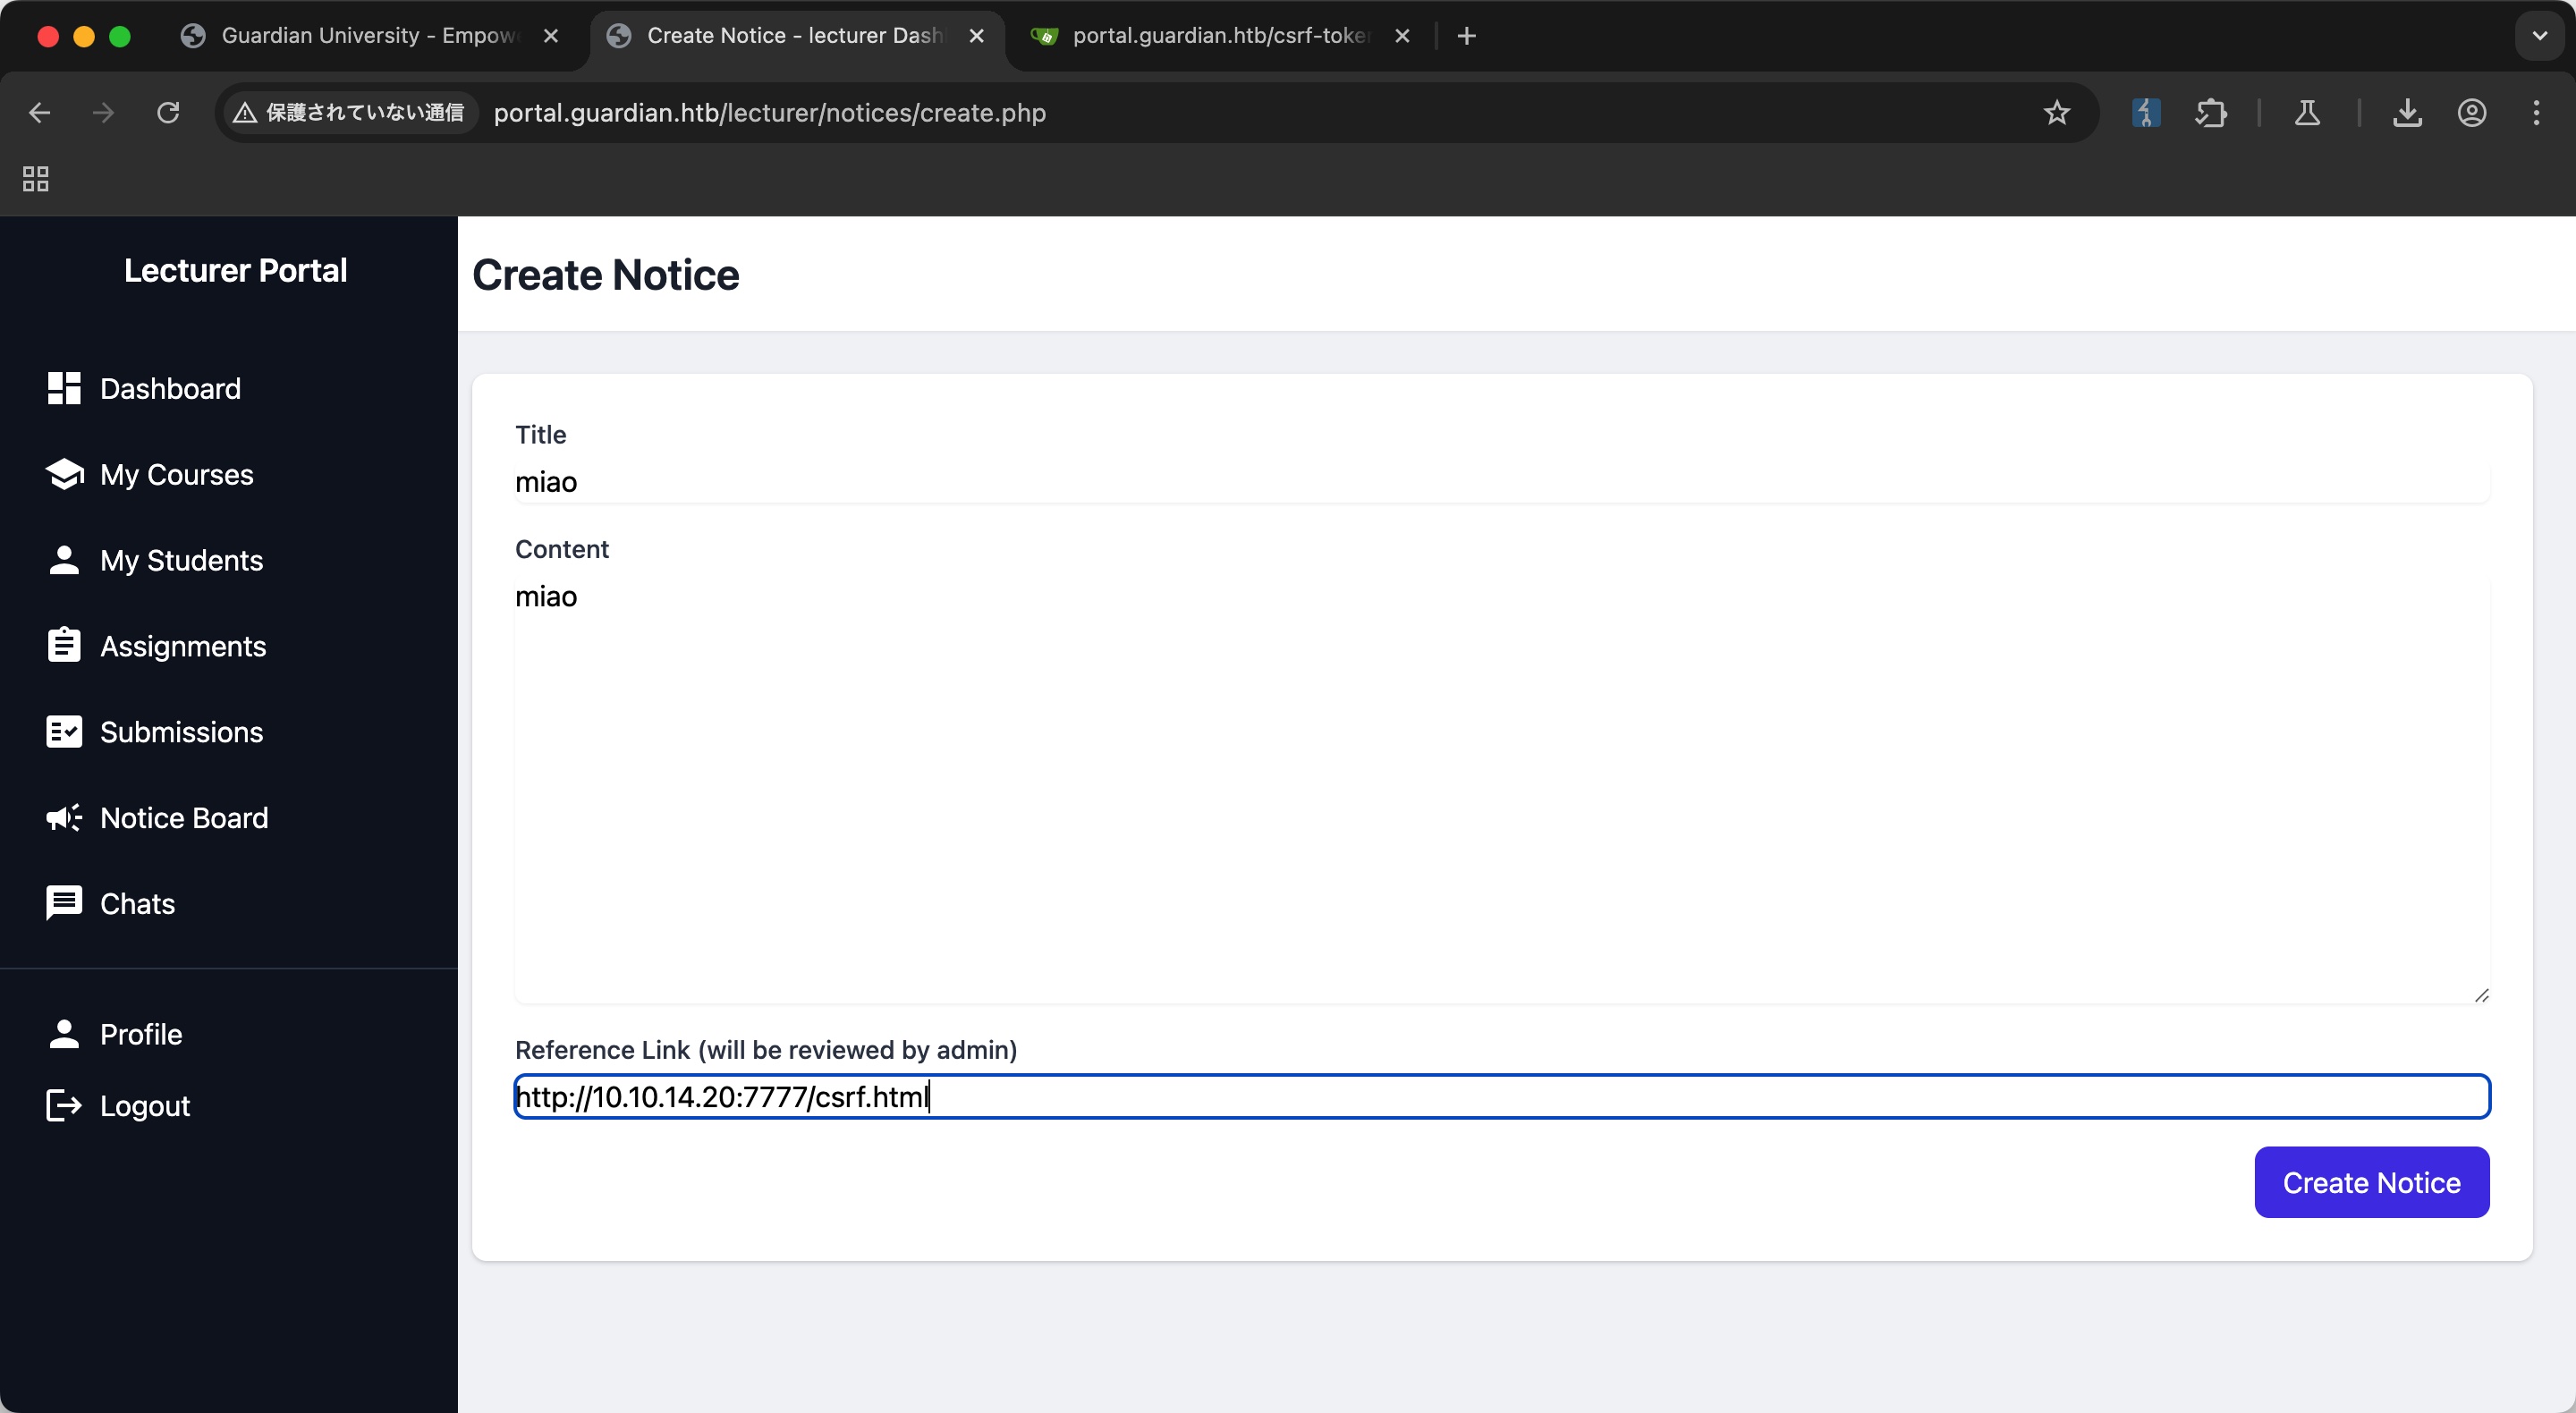 Guardian University - Empow
Create Notice - lecturer Dash
portal.guardian.htb/csrf-token
保護されていない通信
portal.guardian.htb/lecturer/notices/create.php
Lecturer Portal
Dashboard
My Courses
My Students
Assignments
Submissions
Notice Board
Chats
Profile
Logout
Create Notice
Title
miao
Content
miao
Reference Link (will be reviewed by admin)
http://10.10.14.20:7777/csrf.html
Create Notice